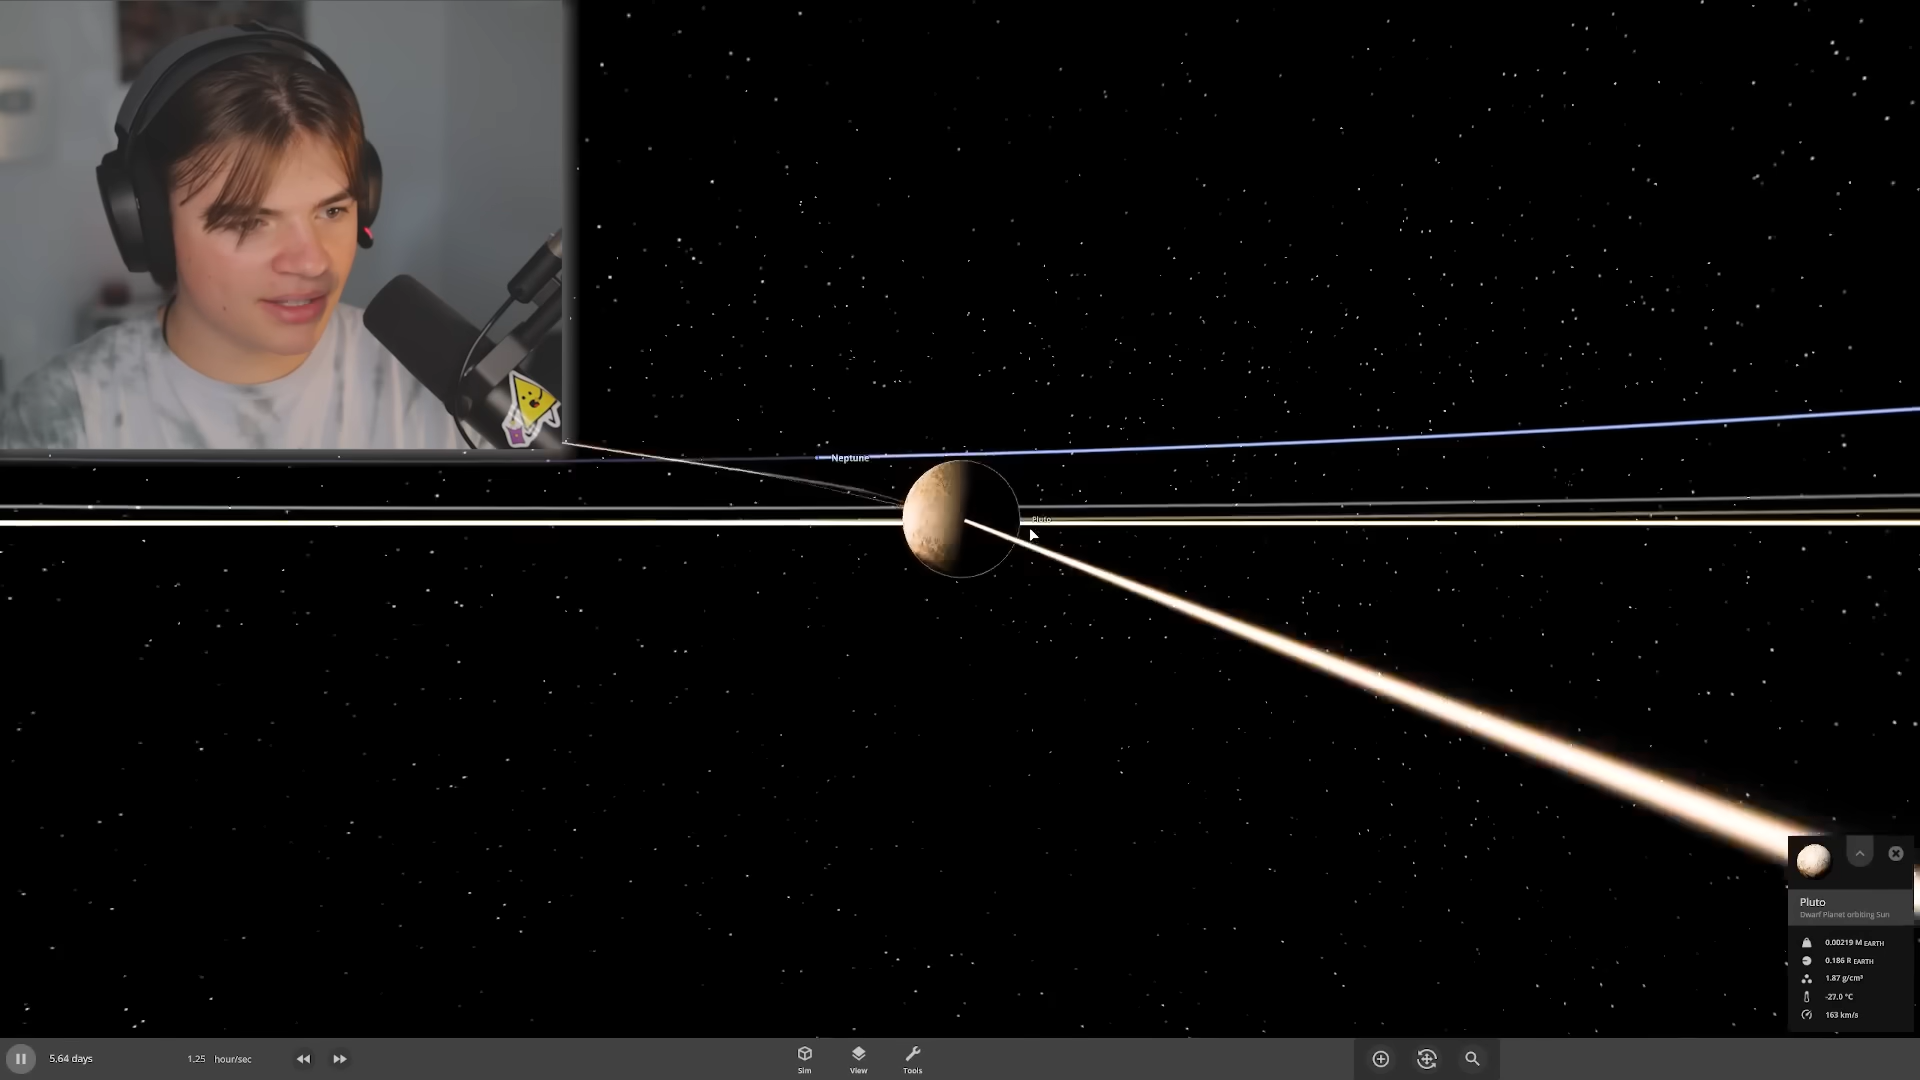 Neptune
Pluto
Pluto
Dwarf Planet orbiting Sun
0.00219 M EARTH
0.186 R EARTH
1.87 g/cm³
-27.0 °C
163 km/s
5.64 days
1.25 hour/sec
Sim
View
Tools